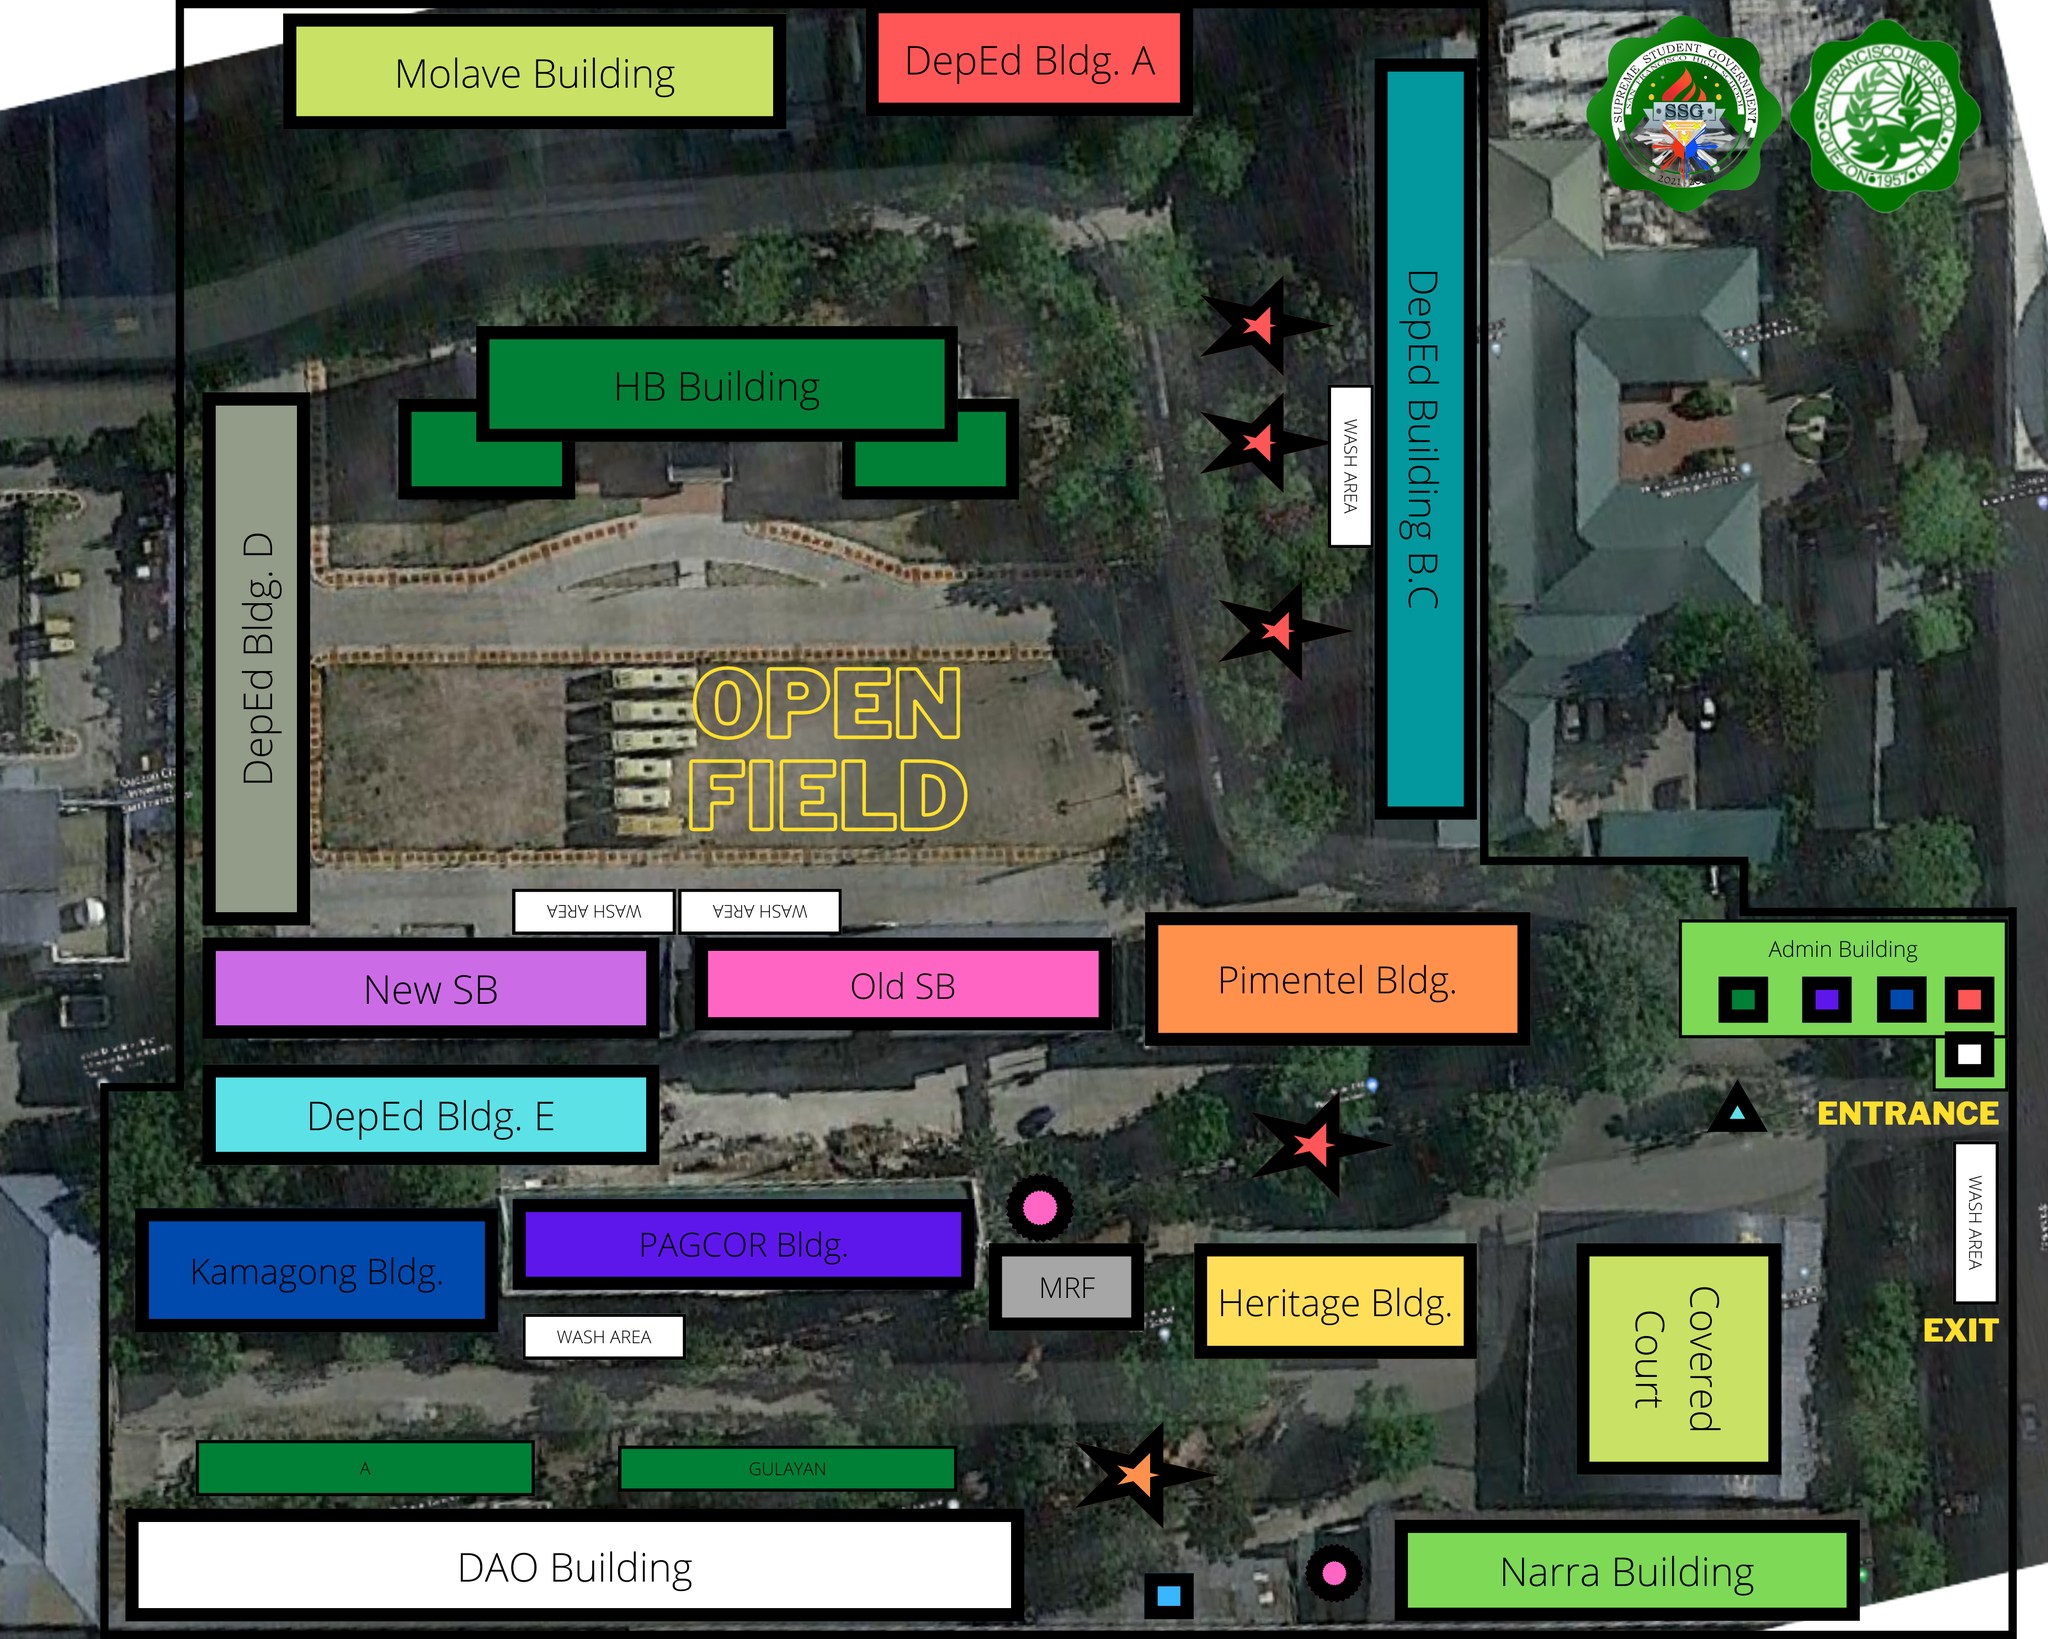 Molave Building
DepEd Bldg. A
SUPREME STUDENT GOVERNMENT
SAN FRANCISCO HIGH SCHOOL
SSG
SAN FRANCISCO HIGH SCHOOL
QUEZON • 1957 • CITY
HB Building
DepEd Building B.C
WASH AREA
DepEd Bldg. D
OPEN
FIELD
WASH AREA
WASH AREA
New SB
Old SB
Pimentel Bldg.
Admin Building
DepEd Bldg. E
ENTRANCE
WASH AREA
Kamagong Bldg.
PAGCOR Bldg.
MRF
Heritage Bldg.
Covered
Court
EXIT
WASH AREA
A
GULAYAN
DAO Building
Narra Building